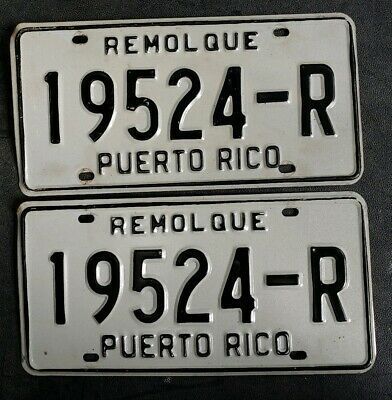 REMOLQUE
19524-R
PUERTO RICO
REMOLQUE
19524-R
PUERTO RICO